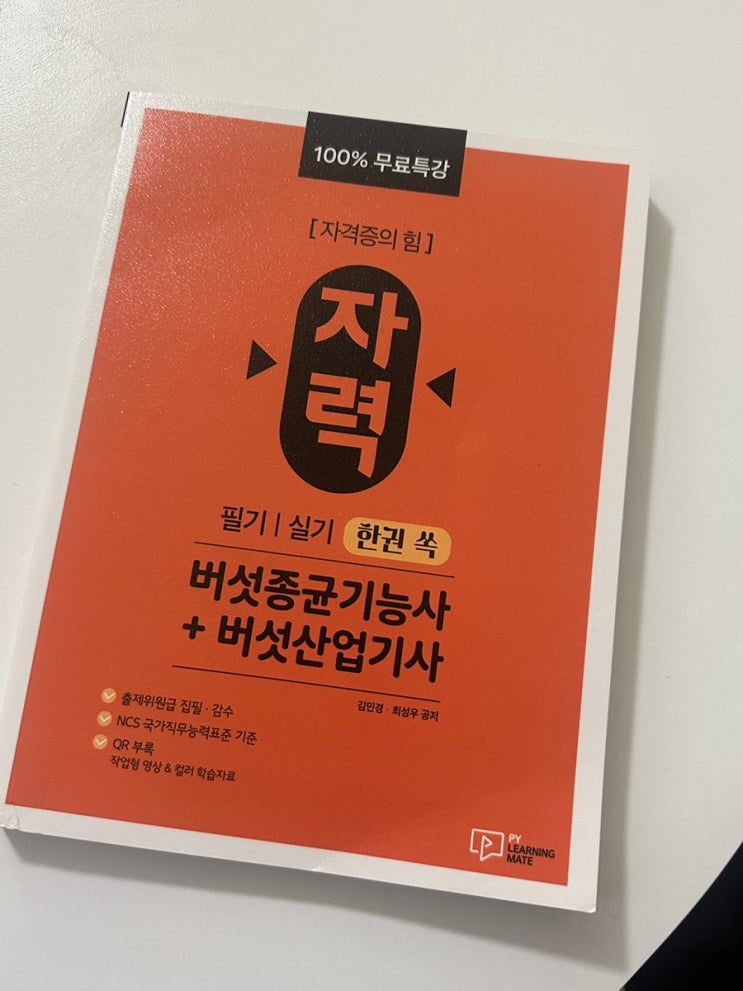 100% 무료특강
[자격증의 힘]
자
력
필기 | 실기 한권 쏙
버섯종균기능사
+ 버섯산업기사
김민경 · 최성우 공저
출제위원급 집필 · 감수
NCS 국가직무능력표준 기준
QR 부록
작업형 영상 & 컬러 학습자료
PY
LEARNING
MATE